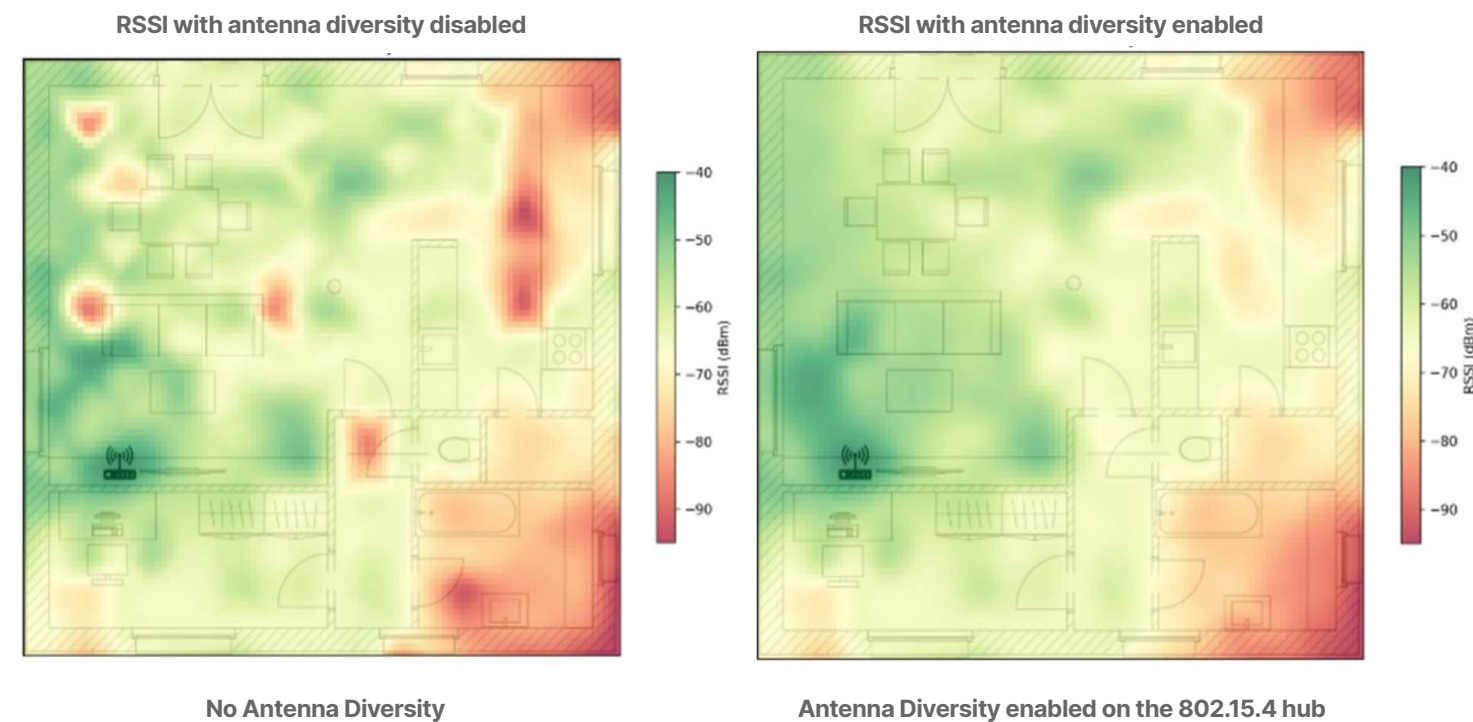 RSSI with antenna diversity disabled
RSSI with antenna diversity enabled
−40
−50
−60
−70
−80
−90
RSSI (dBm)
−40
−50
−60
−70
−80
−90
RSSI (dBm)
No Antenna Diversity
Antenna Diversity enabled on the 802.15.4 hub